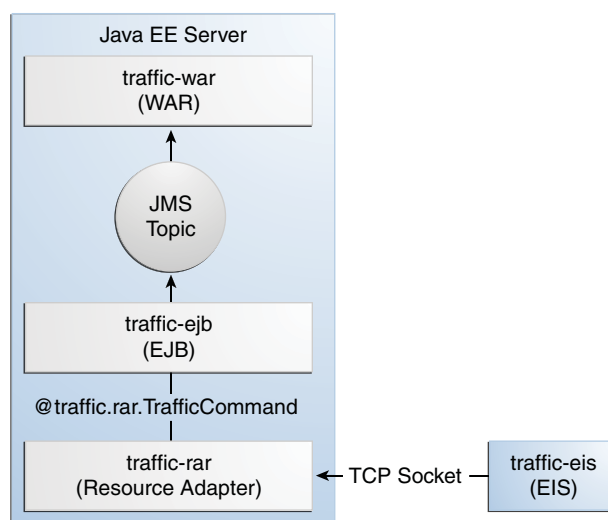 Java EE Server
traffic-war
(WAR)
JMS
Topic
traffic-ejb
(EJB)
@traffic.rar.TrafficCommand
traffic-rar
(Resource Adapter)
TCP Socket
traffic-eis
(EIS)